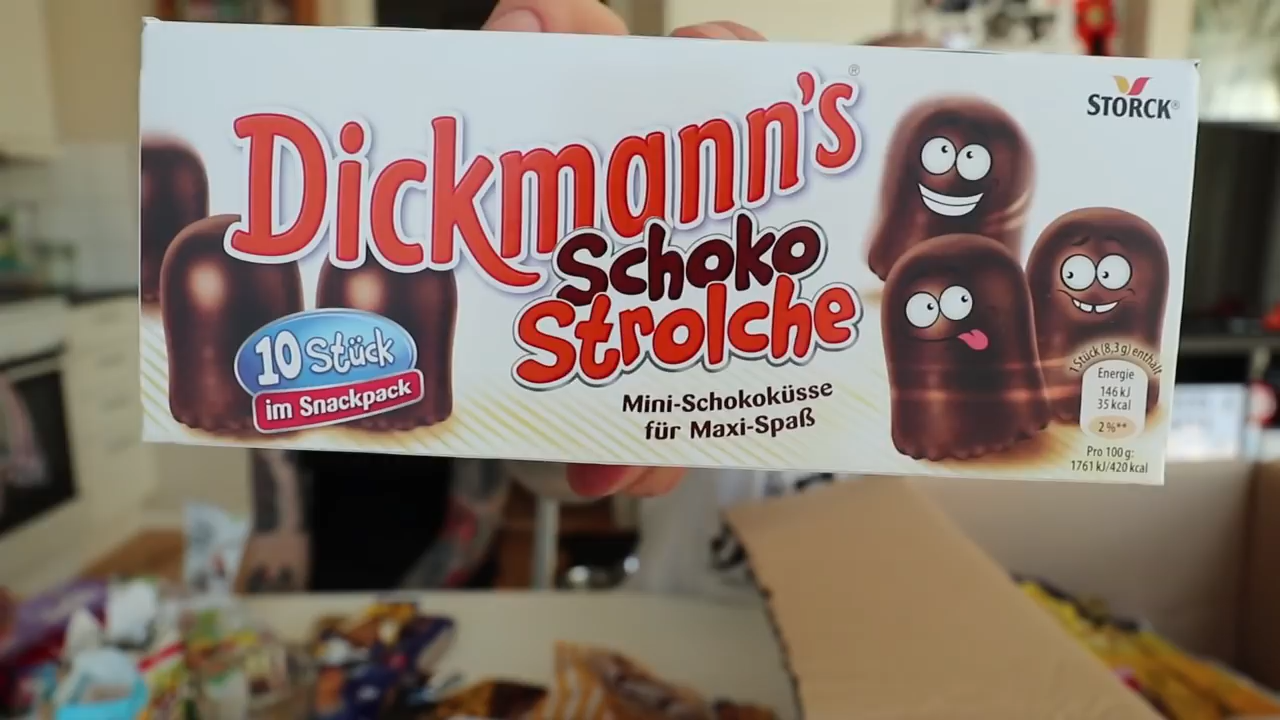 Dickmann's®
Schoko
Strolche
Mini-Schokoküsse
für Maxi-Spaß
10 Stück
im Snackpack
STORCK®
1 Stück (8,3 g) enthält
Energie
146 kJ
35 kcal
2 %**
Pro 100 g:
1761 kJ/420 kcal